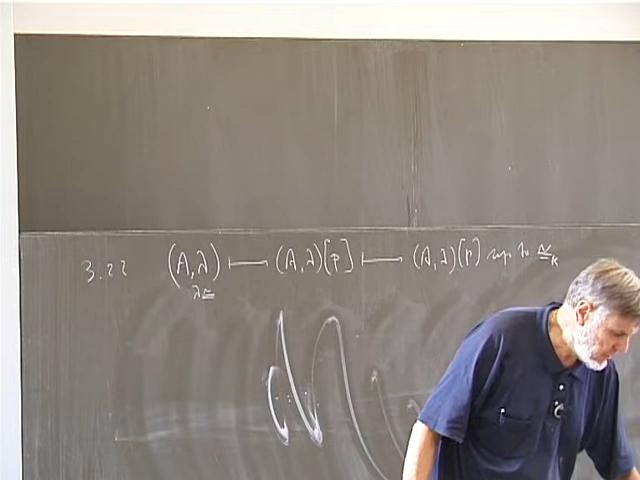 3.22 (A,λ) ⟼ (A,λ)[p] ⟼ (A,λ)[p] up to ≅_k
λ ≅